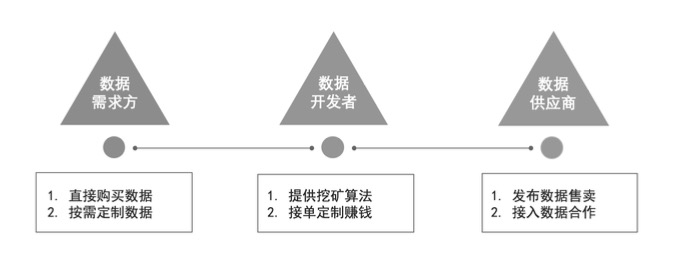 数据
需求方
数据
开发者
数据
供应商
1. 直接购买数据
2. 按需定制数据
1. 提供挖矿算法
2. 接单定制赚钱
1. 发布数据售卖
2. 接入数据合作